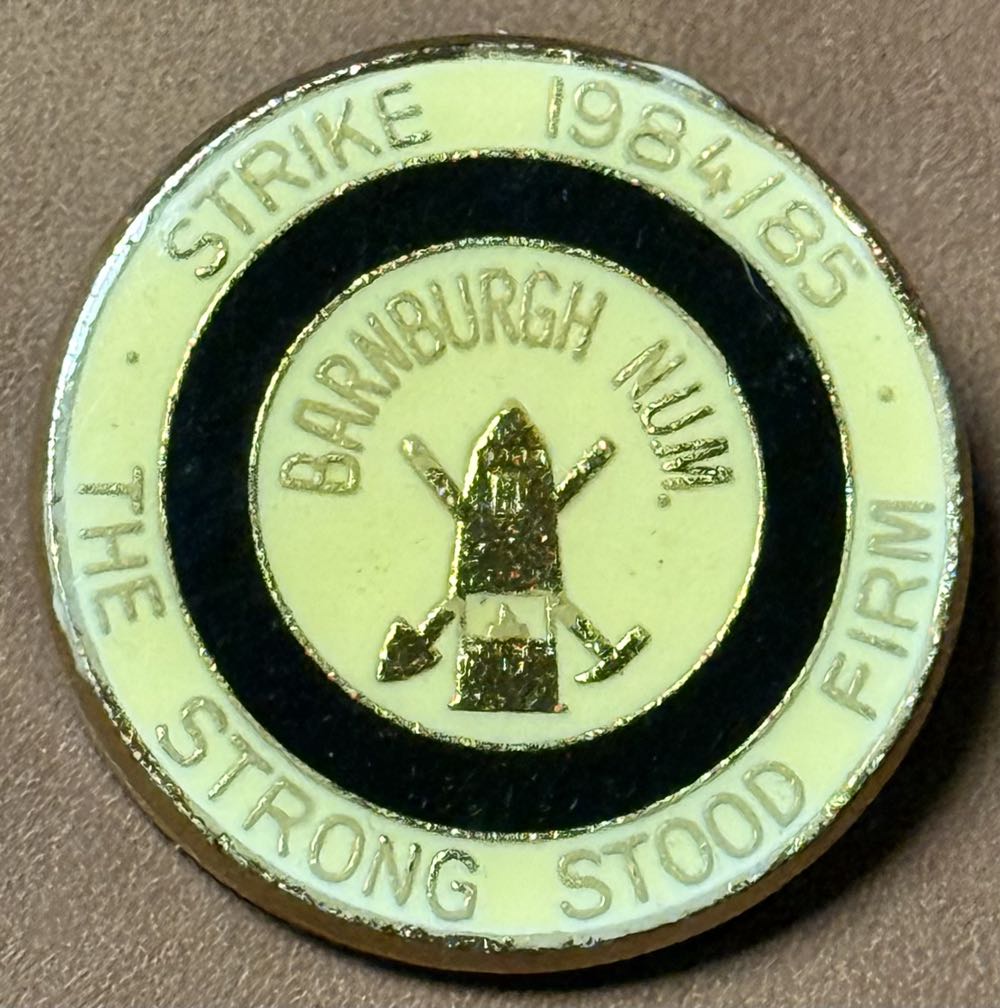 STRIKE 1984/85
THE STRONG STOOD FIRM
BARNBURGH N.U.M.